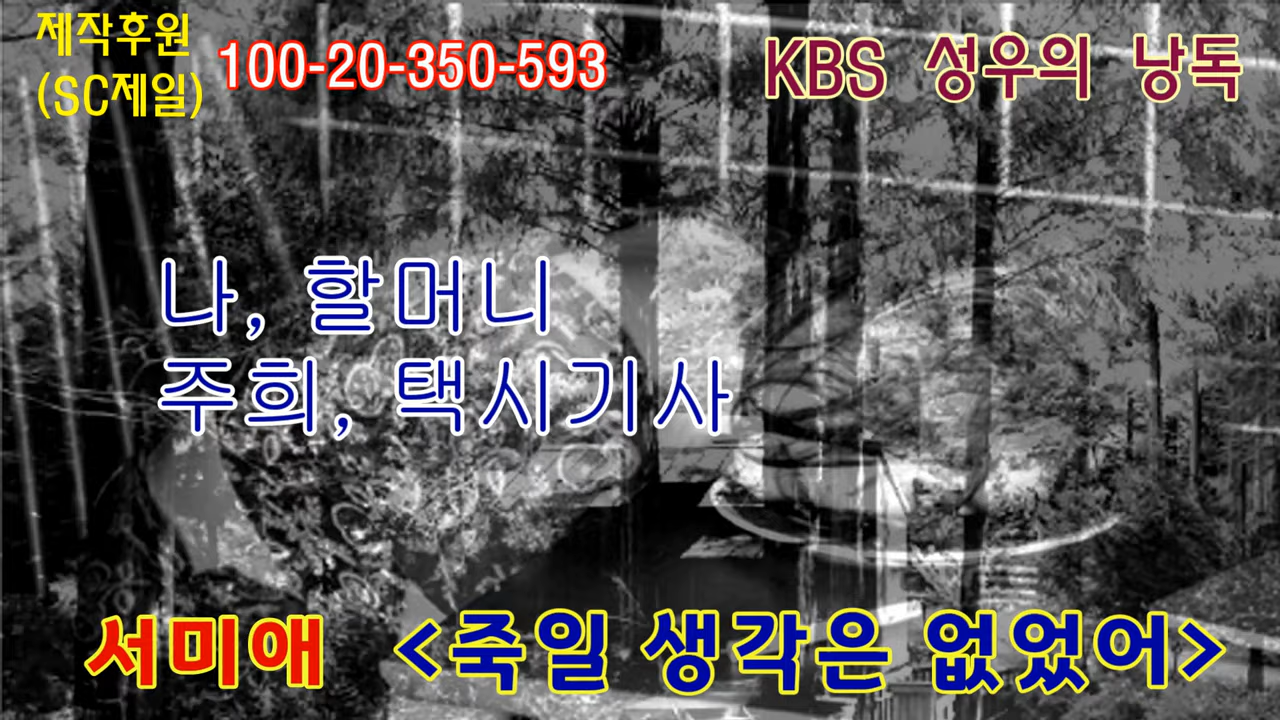 제작후원
(SC제일) 100-20-350-593
KBS 성우의 낭독
나, 할머니
주희, 택시기사
서미애 <죽일 생각은 없었어>